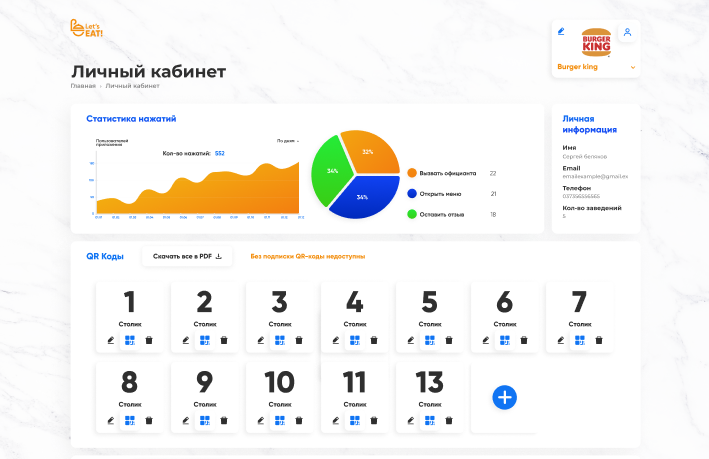 Let's
EAT!
BURGER
KING
Burger king
Личный кабинет
Главная › Личный кабинет
Статистика нажатий
Пользователей
приложения
Кол-во нажатий: 552
По дням
32%
34%
34%
Вызвать официанта 22
Открыть меню 21
Оставить отзыв 18
Личная
информация
Имя
Сергей белоков
Email
emailexample@gmail.ex
Телефон
Кол-во заведений
5
QR Коды
Скачать все в PDF
Без подписки QR-коды недоступны
1 2 3 4 5 6 7
Столик Столик Столик Столик Столик Столик Столик
8 9 10 11 13
Столик Столик Столик Столик Столик